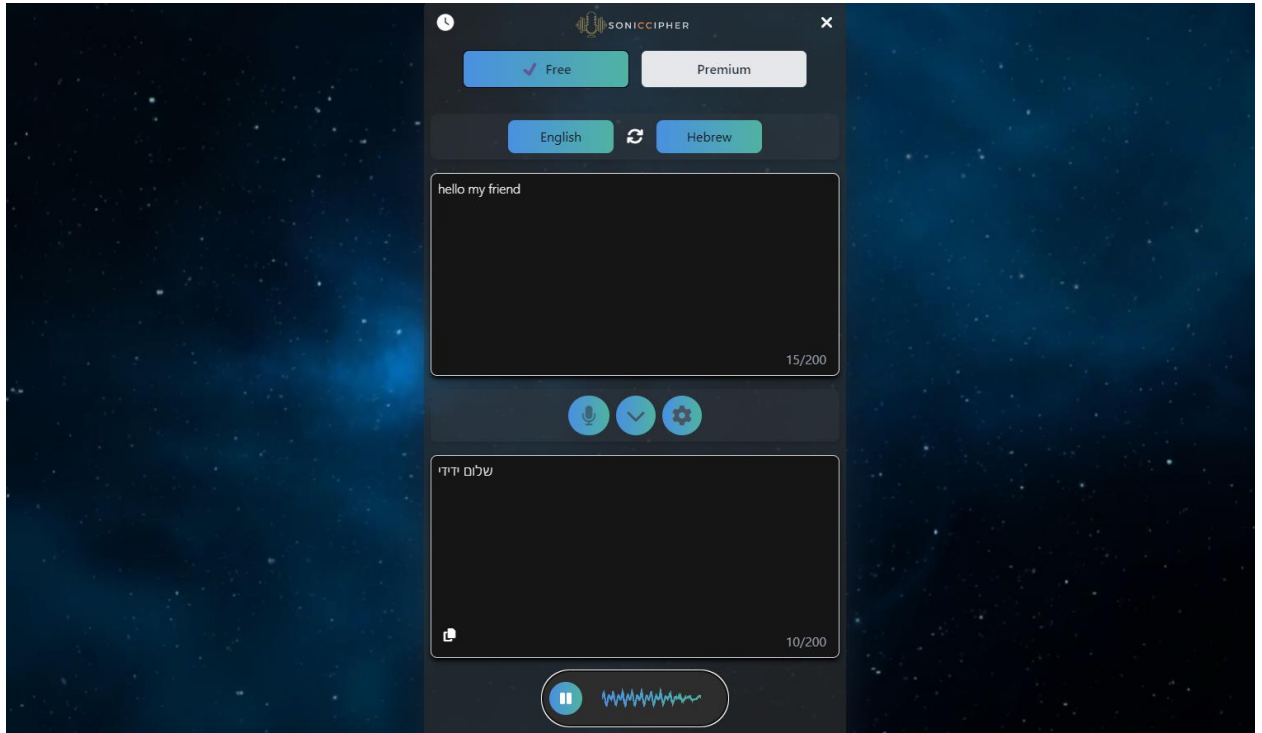 SONICCIPHER
Free Premium
English Hebrew
hello my friend
15/200
שלום ידידי
10/200